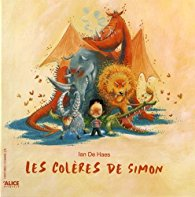 Ian De Haes
LES COLÈRES DE SIMON
ALICE